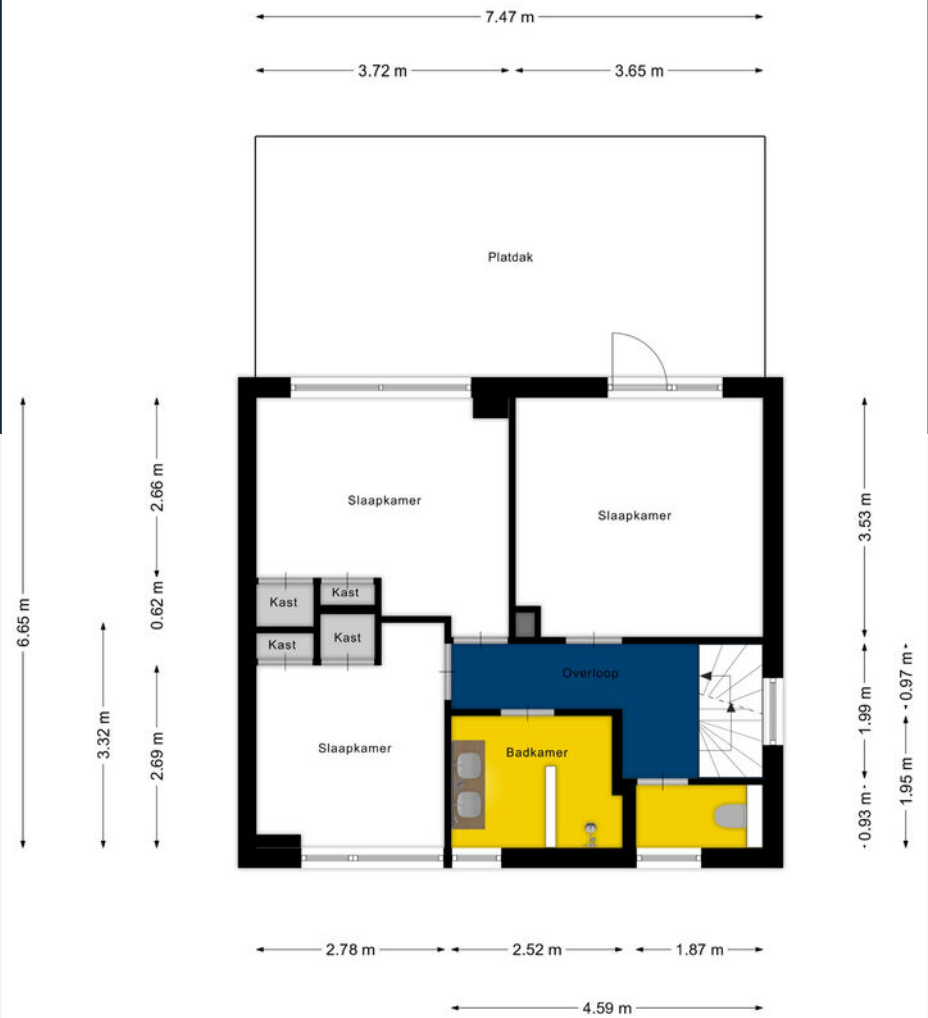 7.47 m
3.72 m
3.65 m
Platdak
Slaapkamer
Slaapkamer
Kast
Kast
Kast
Kast
Overloop
Slaapkamer
Badkamer
6.65 m
3.32 m
2.66 m
0.62 m
2.69 m
3.53 m
1.99 m
0.93 m
0.97 m
1.95 m
2.78 m
2.52 m
1.87 m
4.59 m